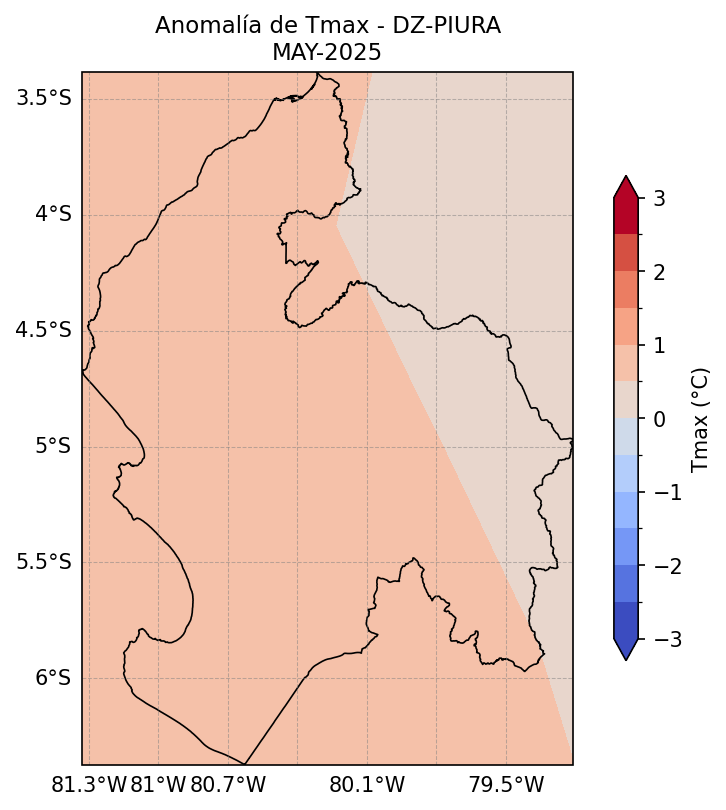 Anomalía de Tmax - DZ-PIURA
MAY-2025
3.5°S
4°S
4.5°S
5°S
5.5°S
6°S
81.3°W 81°W 80.7°W 80.1°W 79.5°W
3
2
1
0
−1
−2
−3
Tmax (°C)